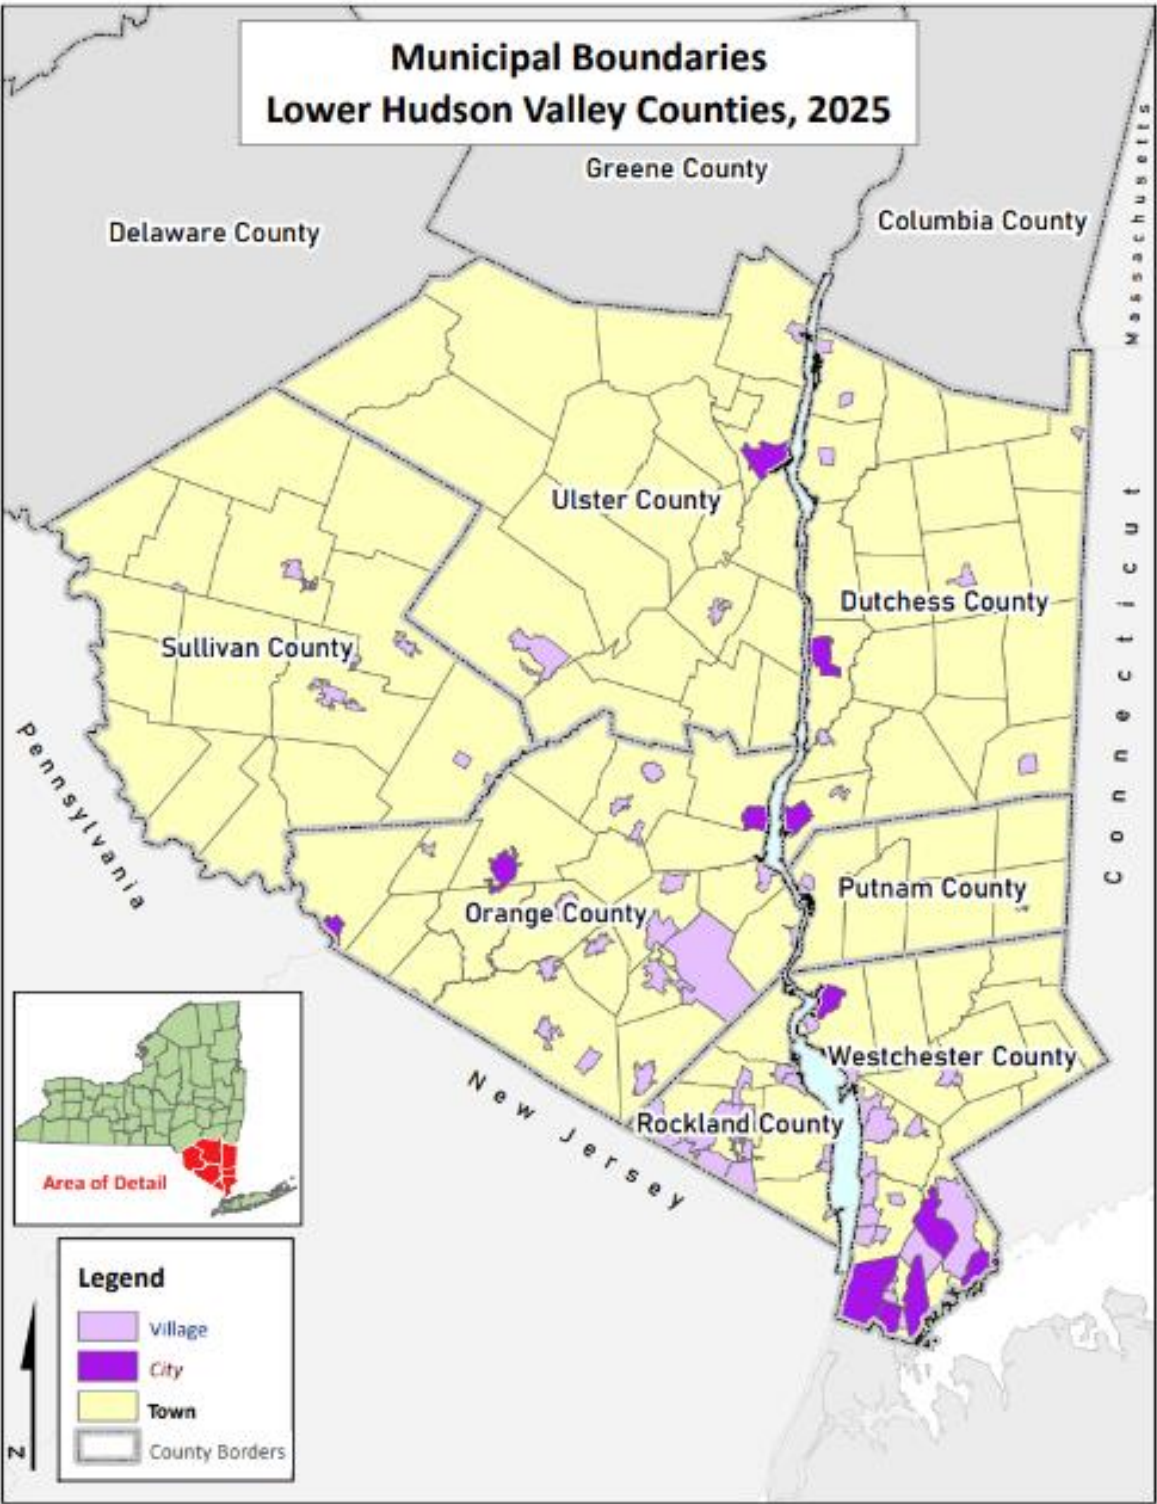 Municipal Boundaries
Lower Hudson Valley Counties, 2025
Massachusetts
Greene County
Columbia County
Delaware County
Ulster County
Connecticut
Dutchess County
Sullivan County
Pennsylvania
Putnam County
Orange County
Westchester County
New Jersey
Rockland County
Area of Detail
Legend
Village
City
Town
County Borders
N